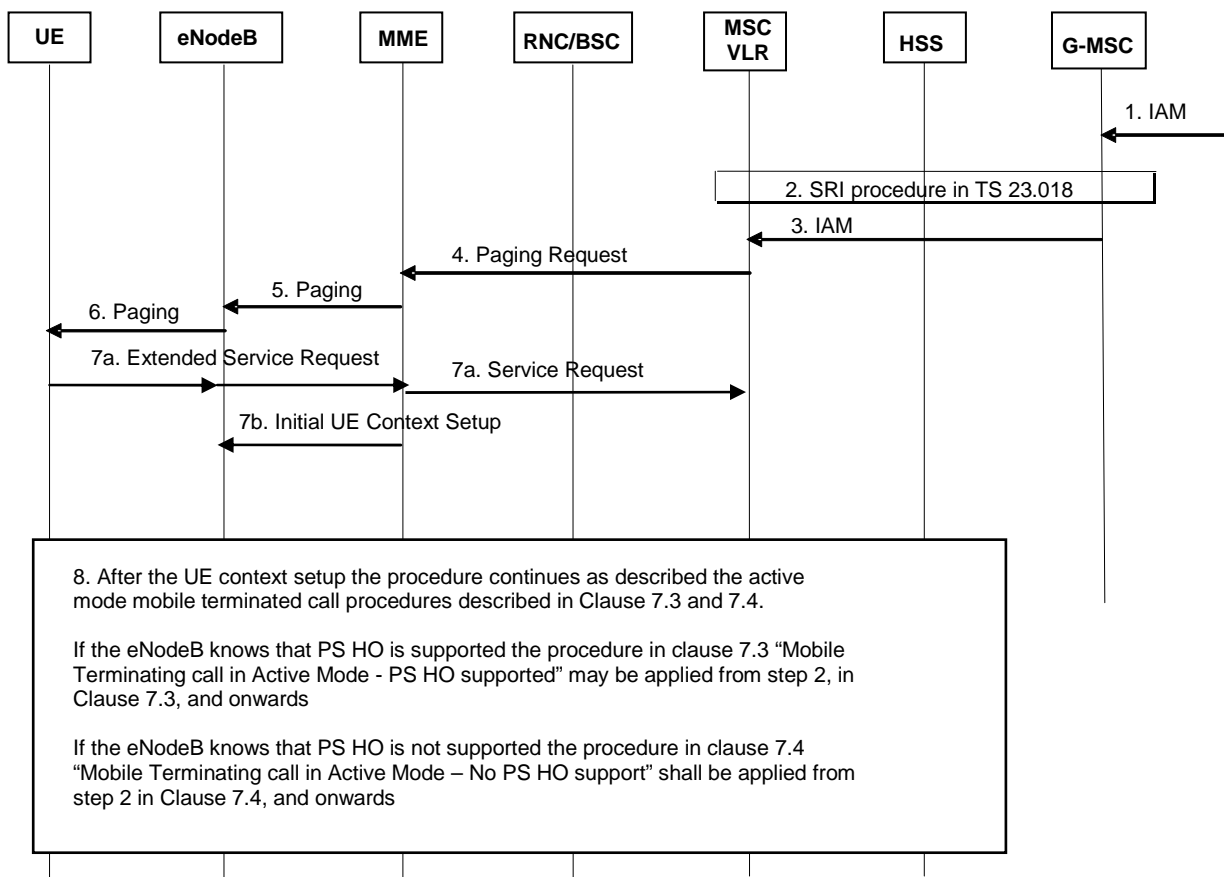 UE
eNodeB
MME
RNC/BSC
MSC
VLR
HSS
G-MSC
1. IAM
2. SRI procedure in TS 23.018
3. IAM
4. Paging Request
5. Paging
6. Paging
7a. Extended Service Request
7a. Service Request
7b. Initial UE Context Setup
8. After the UE context setup the procedure continues as described the active
mode mobile terminated call procedures described in Clause 7.3 and 7.4.
If the eNodeB knows that PS HO is supported the procedure in clause 7.3 “Mobile
Terminating call in Active Mode - PS HO supported” may be applied from step 2, in
Clause 7.3, and onwards
If the eNodeB knows that PS HO is not supported the procedure in clause 7.4
“Mobile Terminating call in Active Mode – No PS HO support” shall be applied from
step 2 in Clause 7.4, and onwards